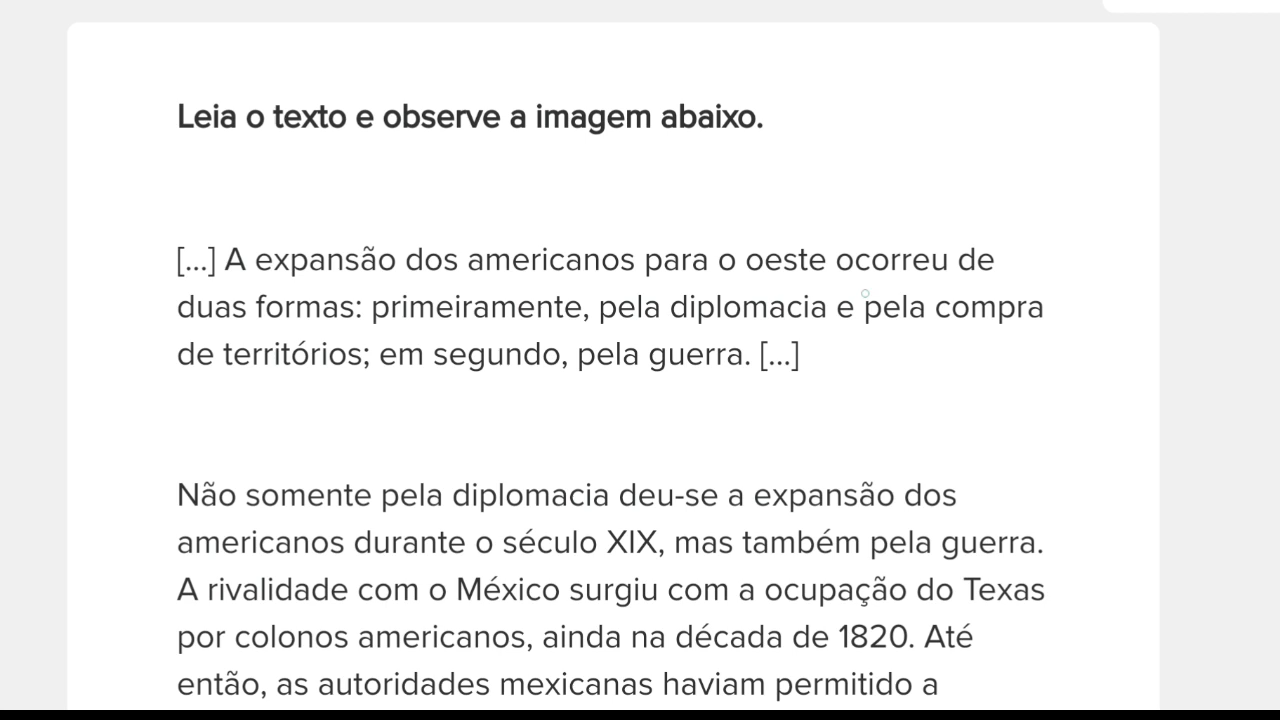 Leia o texto e observe a imagem abaixo.
[...] A expansão dos americanos para o oeste ocorreu de
duas formas: primeiramente, pela diplomacia e pela compra
de territórios; em segundo, pela guerra. [...]
Não somente pela diplomacia deu-se a expansão dos
americanos durante o século XIX, mas também pela guerra.
A rivalidade com o México surgiu com a ocupação do Texas
por colonos americanos, ainda na década de 1820. Até
então, as autoridades mexicanas haviam permitido a